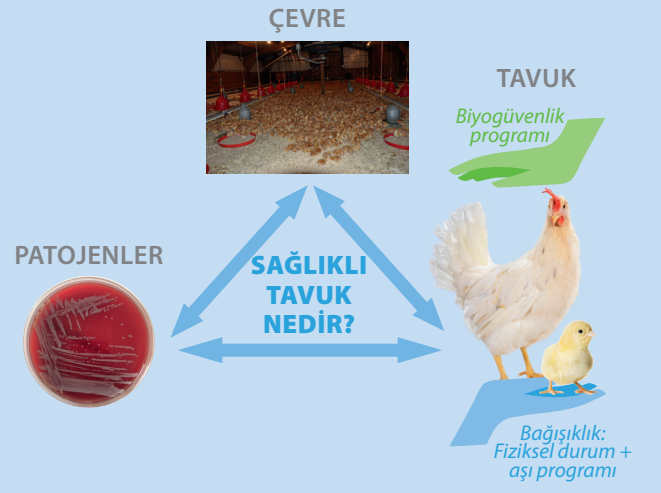 ÇEVRE
TAVUK
Biyogüvenlik
programı
PATOJENLER
SAĞLIKLI
TAVUK
NEDİR?
Bağışıklık:
Fiziksel durum +
aşı programı